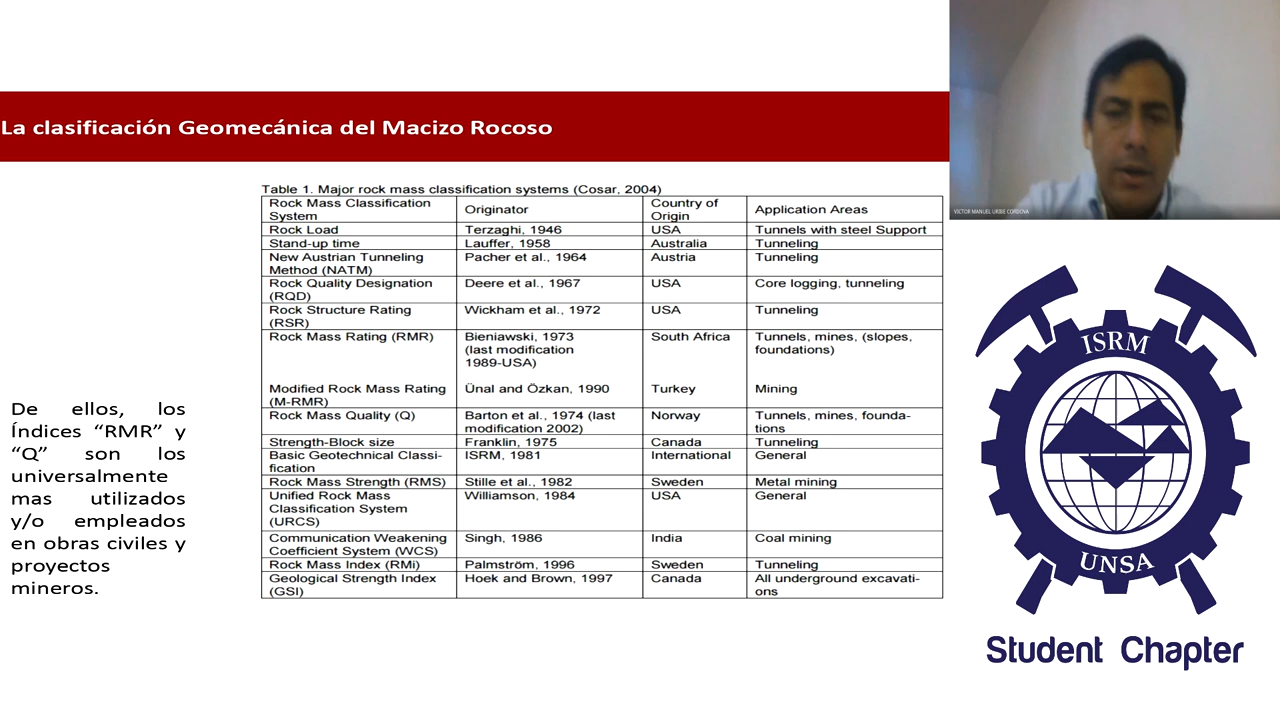 La clasificación Geomecánica del Macizo Rocoso
VICTOR MANUEL URIBE CORDOVA
Table 1. Major rock mass classification systems (Cosar, 2004)
Rock Mass Classification System Originator Country of Origin Application Areas
Rock Load Terzaghi, 1946 USA Tunnels with steel Support
Stand-up time Lauffer, 1958 Australia Tunneling
New Austrian Tunneling Method (NATM) Pacher et al., 1964 Austria Tunneling
Rock Quality Designation (RQD) Deere et al., 1967 USA Core logging, tunneling
Rock Structure Rating (RSR) Wickham et al., 1972 USA Tunneling
Rock Mass Rating (RMR) Bieniawski, 1973 (last modification 1989-USA) South Africa Tunnels, mines, (slopes, foundations)
Modified Rock Mass Rating (M-RMR) Ünal and Özkan, 1990 Turkey Mining
Rock Mass Quality (Q) Barton et al., 1974 (last modification 2002) Norway Tunnels, mines, founda-tions
Strength-Block size Franklin, 1975 Canada Tunneling
Basic Geotechnical Classi-fication ISRM, 1981 International General
Rock Mass Strength (RMS) Stille et al., 1982 Sweden Metal mining
Unified Rock Mass Classification System (URCS) Williamson, 1984 USA General
Communication Weakening Coefficient System (WCS) Singh, 1986 India Coal mining
Rock Mass Index (RMi) Palmström, 1996 Sweden Tunneling
Geological Strength Index (GSI) Hoek and Brown, 1997 Canada All underground excavati-ons
De ellos, los
Índices “RMR” y
“Q” son los
universalmente
mas utilizados
y/o empleados
en obras civiles y
proyectos
mineros.
ISRM
UNSA
Student Chapter